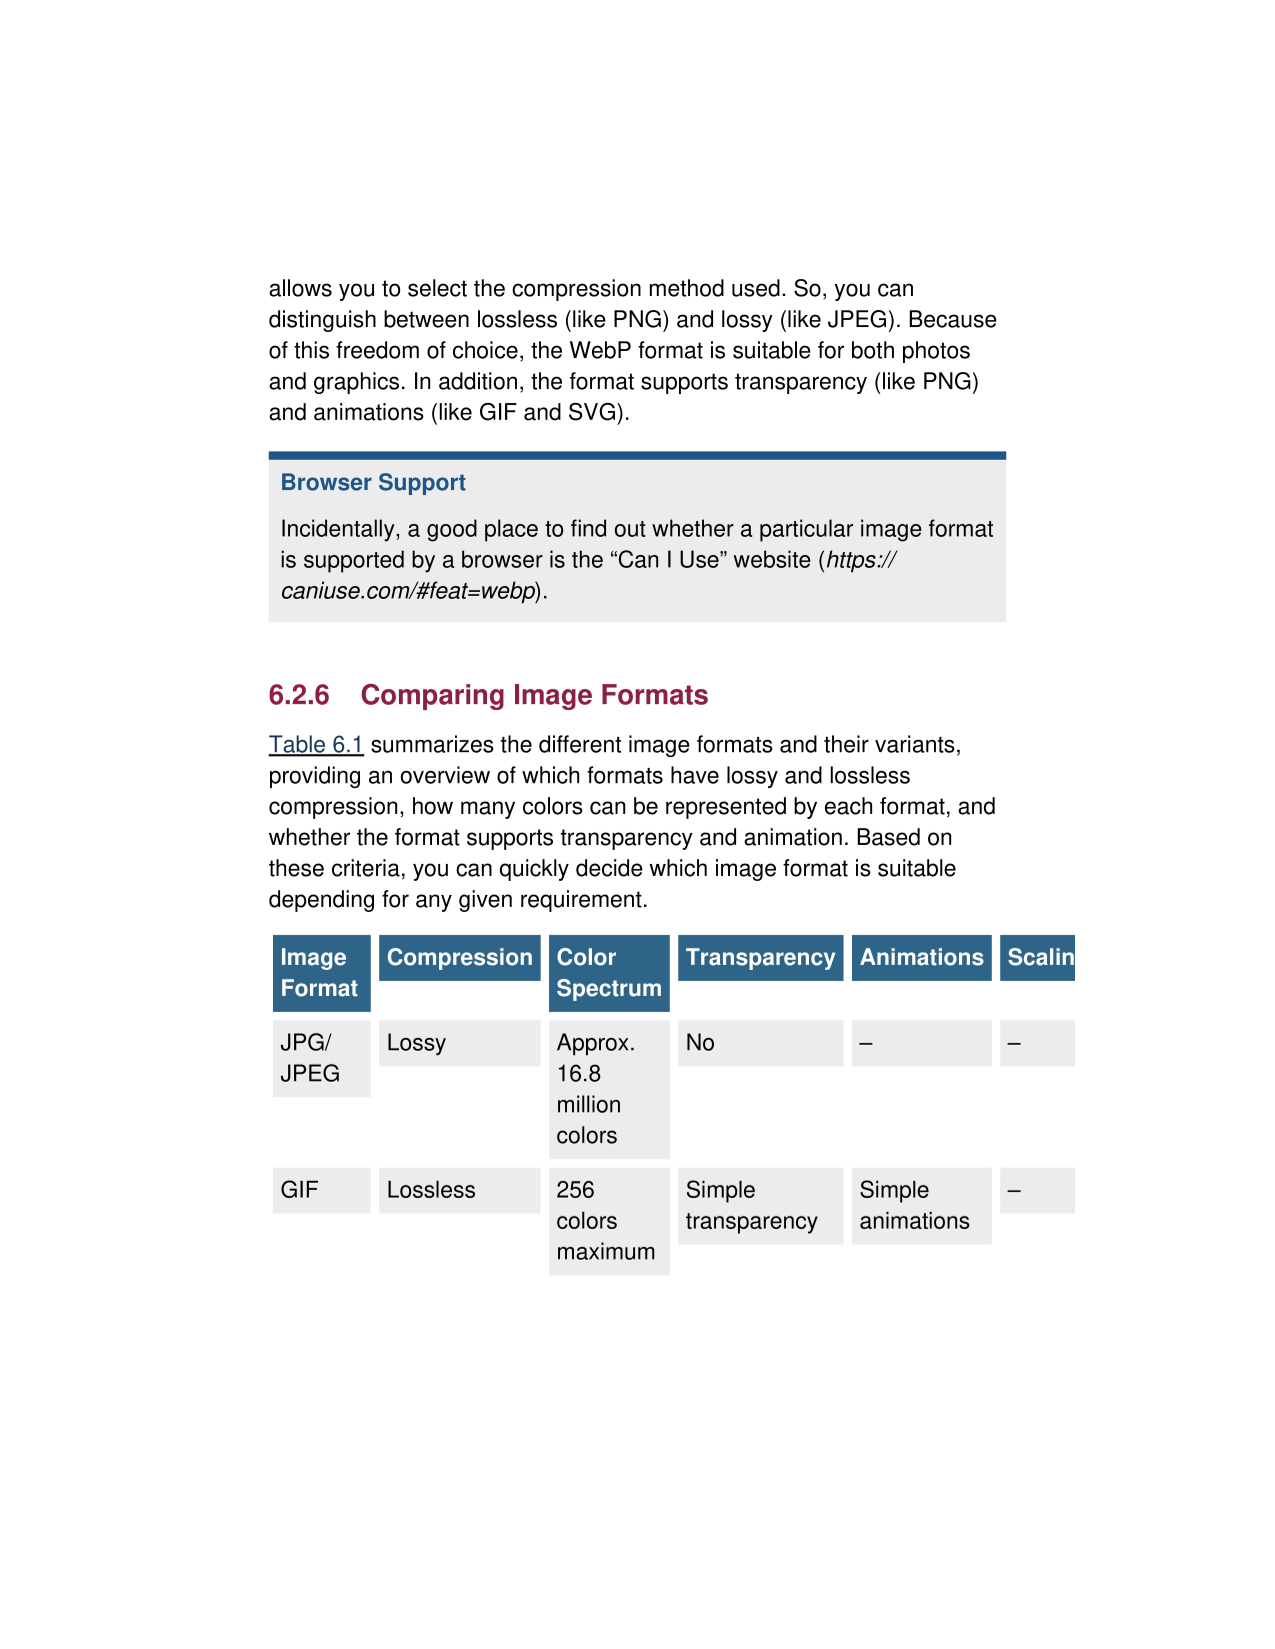 allows you to select the compression method used. So, you can
distinguish between lossless (like PNG) and lossy (like JPEG). Because
of this freedom of choice, the WebP format is suitable for both photos
and graphics. In addition, the format supports transparency (like PNG)
and animations (like GIF and SVG).
Browser Support
Incidentally, a good place to find out whether a particular image format
is supported by a browser is the “Can I Use” website (https://
caniuse.com/#feat=webp).
6.2.6 Comparing Image Formats
Table 6.1 summarizes the different image formats and their variants,
providing an overview of which formats have lossy and lossless
compression, how many colors can be represented by each format, and
whether the format supports transparency and animation. Based on
these criteria, you can quickly decide which image format is suitable
depending for any given requirement.
Image Compression Color Transparency Animations Scalin
Format Spectrum
JPG/ Lossy Approx. No – –
JPEG 16.8
million
colors
GIF Lossless 256 Simple Simple –
colors transparency animations
maximum